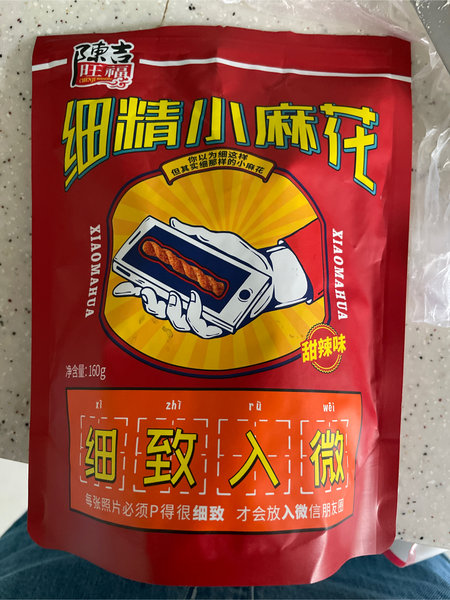 陳吉
旺福
CHENJI
细精小麻花
你以为细这样
但其实细那样的小麻花
XIAOMAHUA
XIAOMAHUA
甜辣味
净含量: 160g
xì zhì rù wēi
细致入微
每张照片必须P得很细致 才会放入微信朋友圈